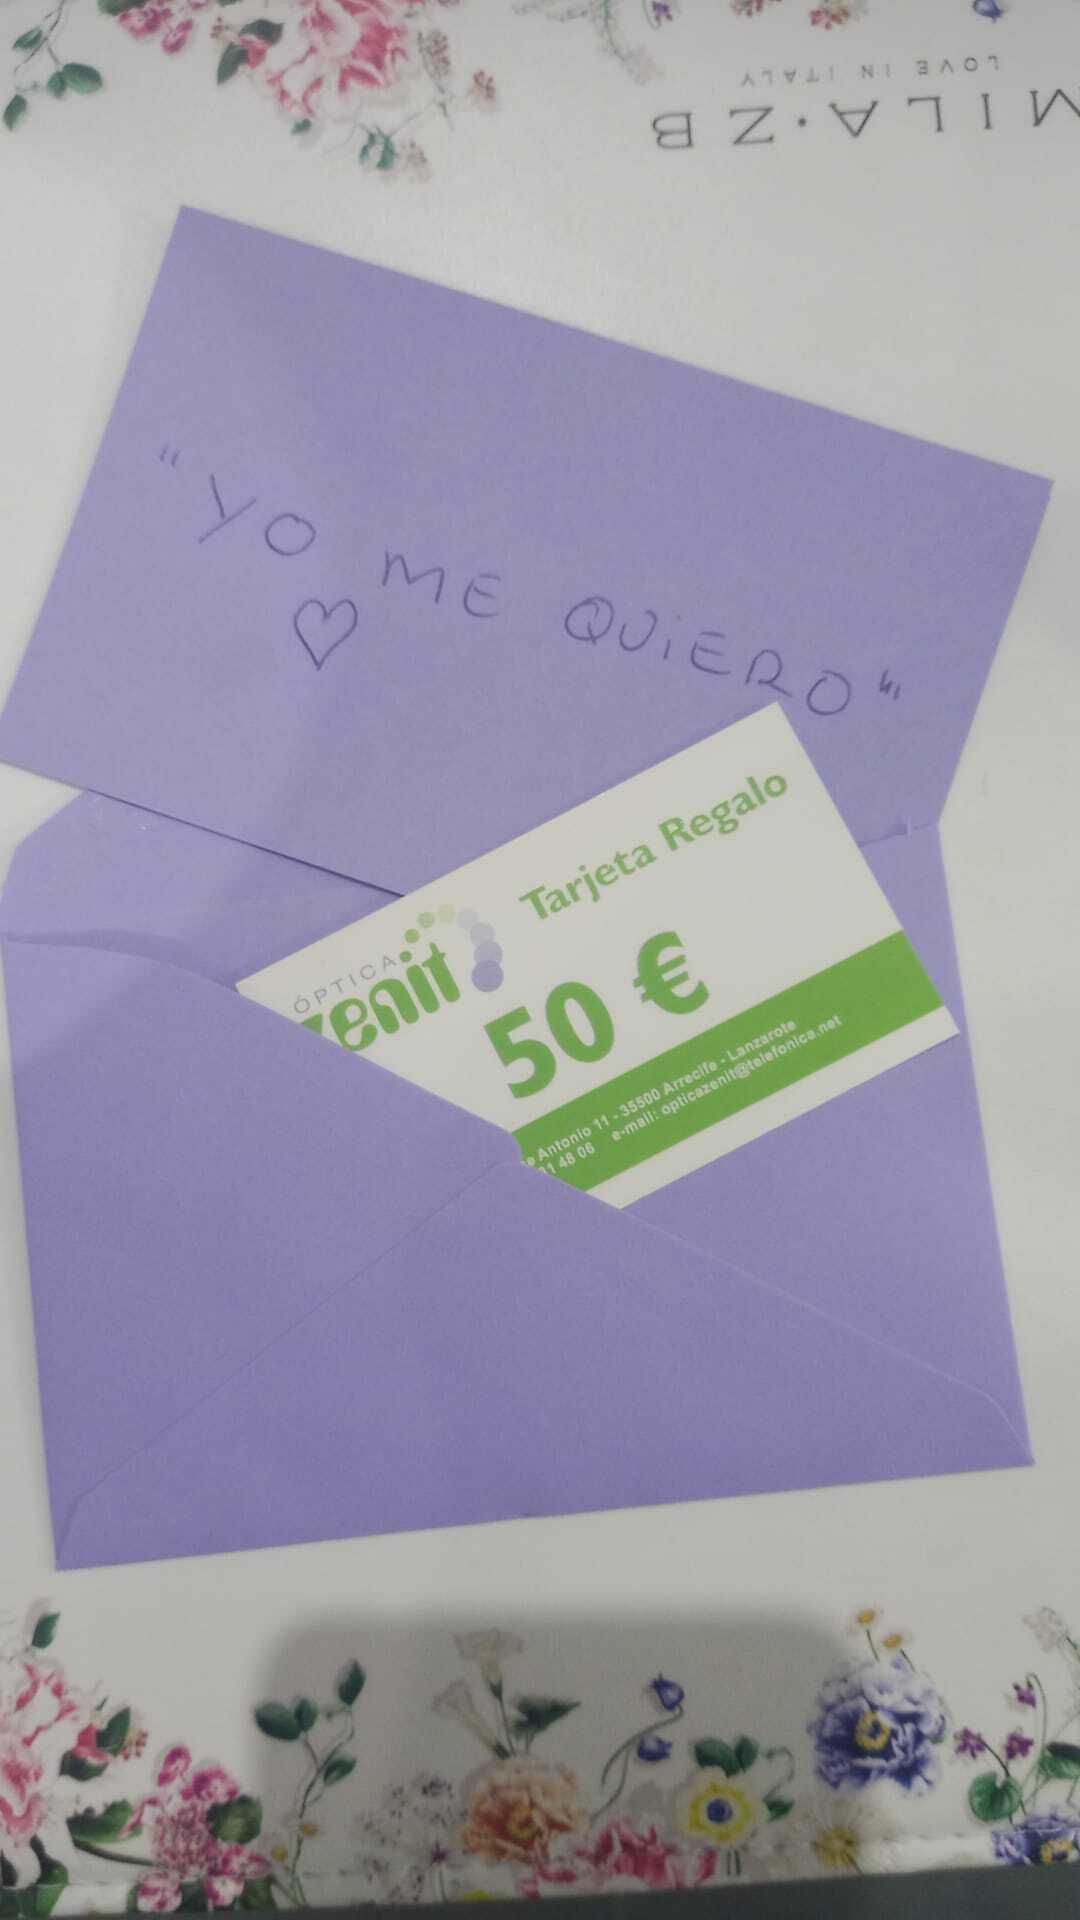 MILA·ZB
LOVE IN ITALY
"YO ME QUIERO"
Tarjeta Regalo
ÓPTICA
zenit
50 €
Antonio 11 - 35500 Arrecife - Lanzarote
48 06 e-mail: opticazenit@telefonica.net